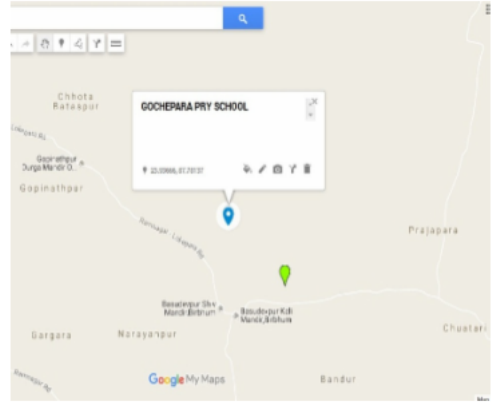 Chhota
Bataspur
GOCHEPARA PRY SCHOOL
Gopinathpur
Durga Mandir D...
Gopinathpur
Prajapara
Basudevpur Shiv
Mandir,Birbhum
Basudevpur Kali
Mandir,Birbhum
Gargara
Narayanpur
Chuatari
Google My Maps
Bandur